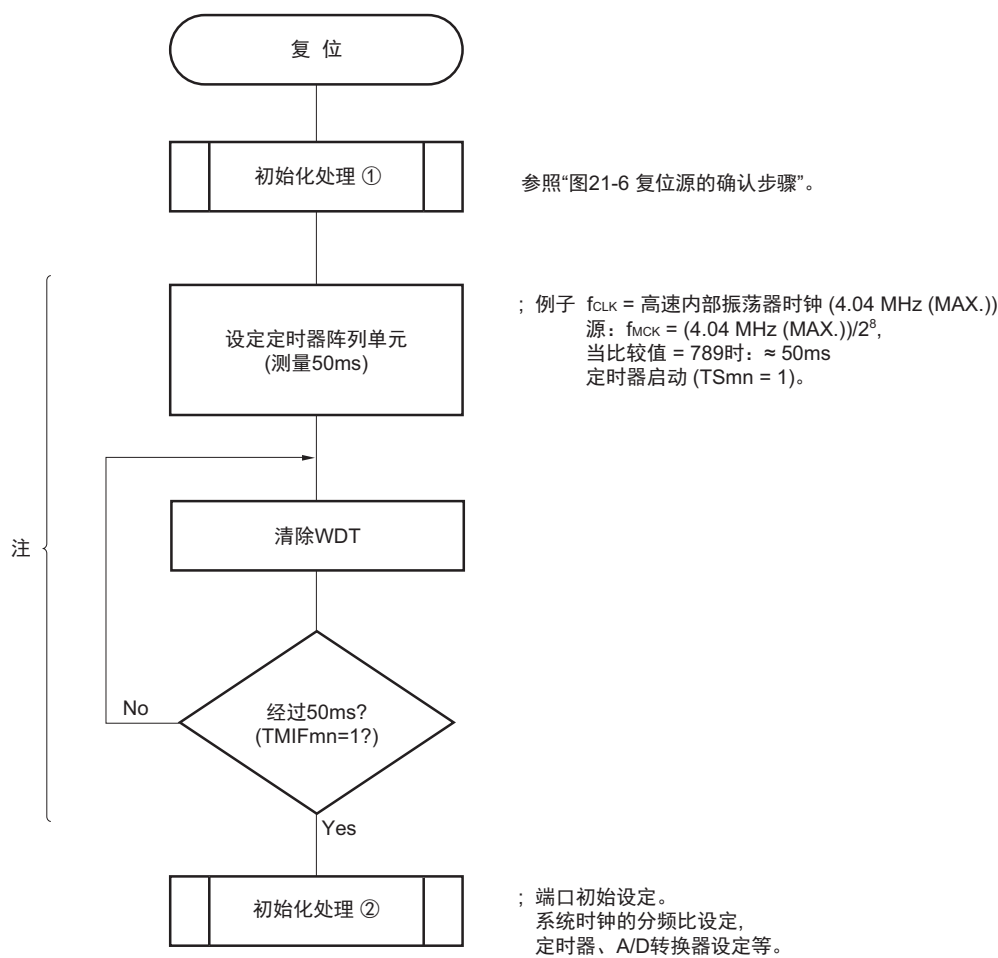 复 位
初始化处理 ①
参照“图21-6 复位源的确认步骤”。
设定定时器阵列单元
(测量50ms)
; 例子 fCLK = 高速内部振荡器时钟 (4.04 MHz (MAX.))
源：fMCK = (4.04 MHz (MAX.))/2⁸,
当比较值 = 789时：≈ 50ms
定时器启动 (TSmn = 1)。
注
清除WDT
No
经过50ms?
(TMIFmn=1?)
Yes
初始化处理 ②
; 端口初始设定。
系统时钟的分频比设定,
定时器、A/D转换器设定等。